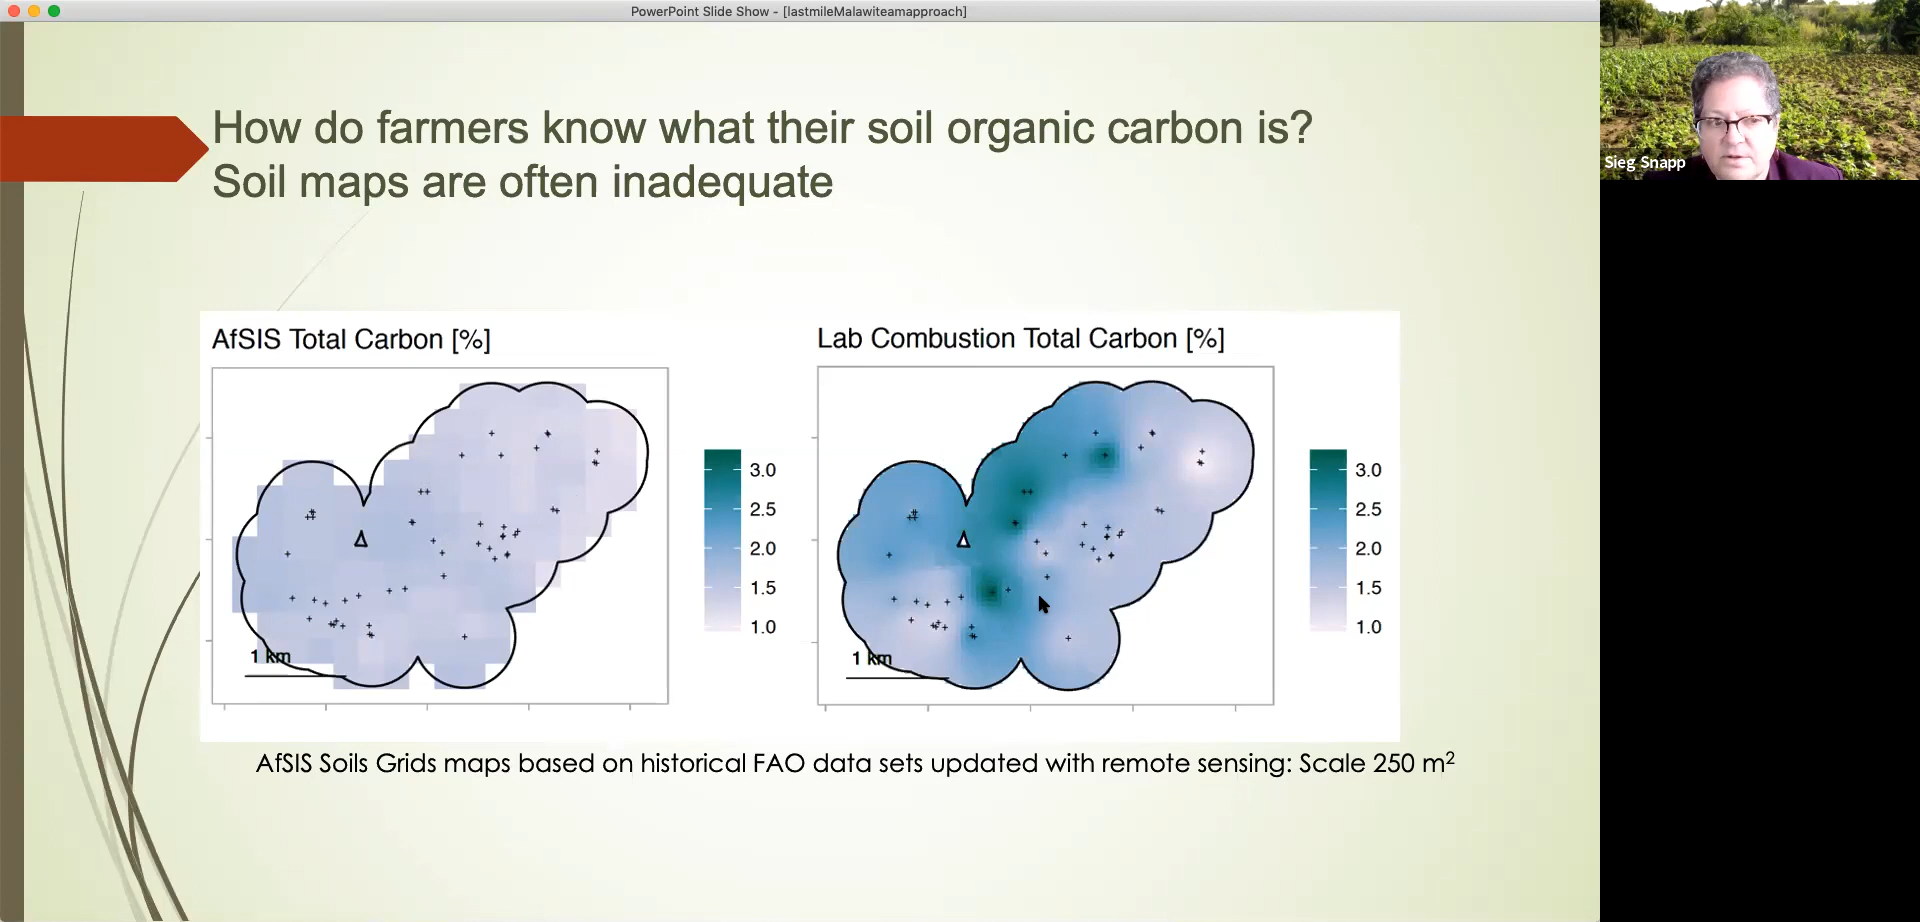 PowerPoint Slide Show - [lastmileMalawiteamapproach]
How do farmers know what their soil organic carbon is?
Soil maps are often inadequate
Sieg Snapp
AfSIS Total Carbon [%]
3.0
2.5
2.0
1.5
1.0
1 km
Lab Combustion Total Carbon [%]
3.0
2.5
2.0
1.5
1.0
1 km
AfSIS Soils Grids maps based on historical FAO data sets updated with remote sensing: Scale 250 m²